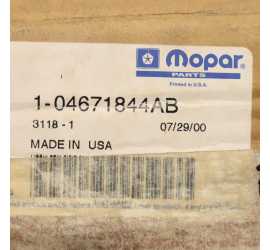 Mopar
PARTS
Printed in U.S.A.
1-04671844AB
3118 - 1
07/29/00
MADE IN USA